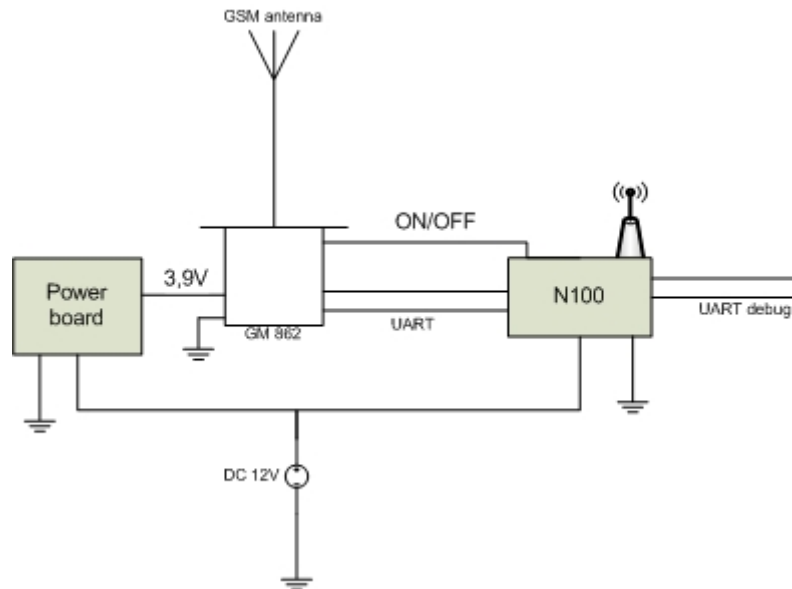 GSM antenna
ON/OFF
3,9V
Power
board
N100
GM 862
UART
UART debug
DC 12V